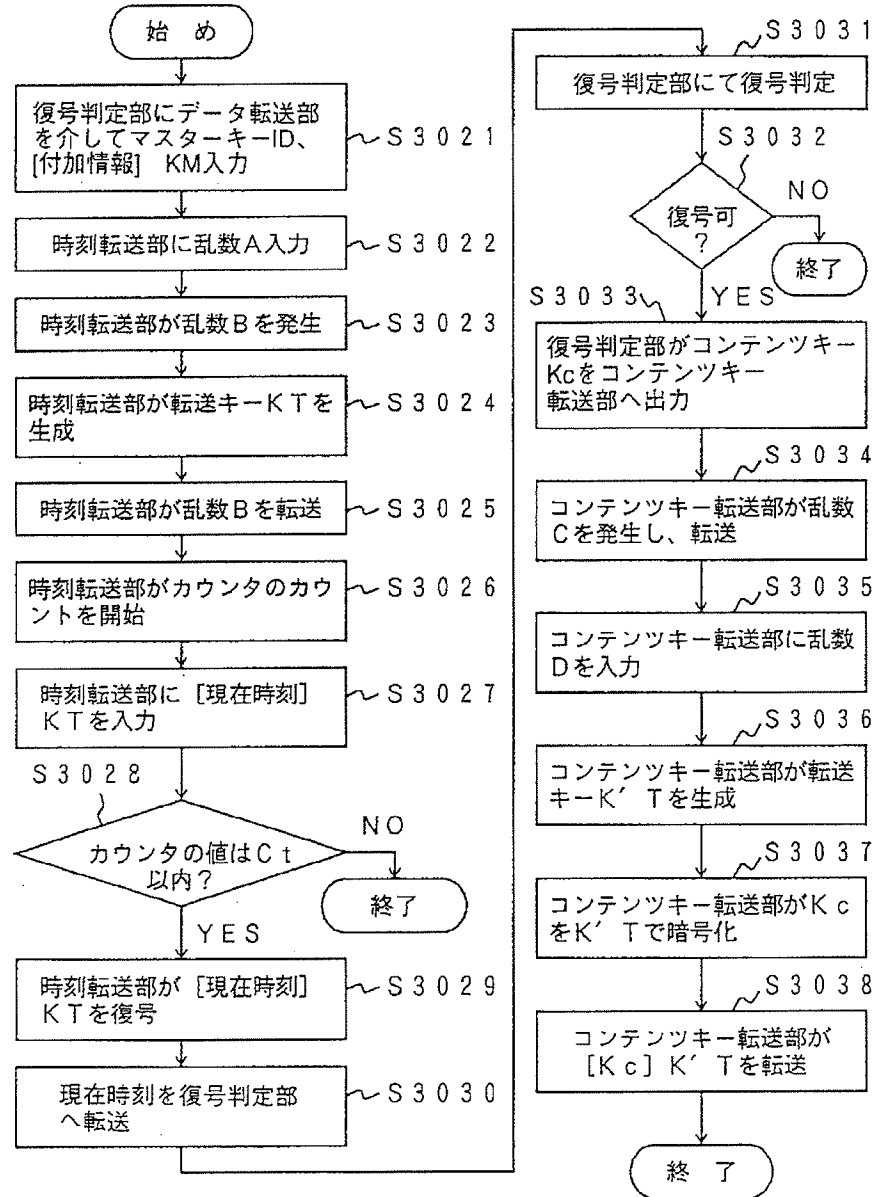 始 め
復号判定部にデータ転送部
を介してマスターキーID、
[付加情報] KM入力
S3021
時刻転送部に乱数A入力
S3022
時刻転送部が乱数Bを発生
S3023
時刻転送部が転送キーKTを
生成
S3024
時刻転送部が乱数Bを転送
S3025
時刻転送部がカウンタのカウ
ントを開始
S3026
時刻転送部に [現在時刻]
KTを入力
S3027
S3028
カウンタの値はCt
以内?
NO
終了
YES
時刻転送部が [現在時刻]
KTを復号
S3029
現在時刻を復号判定部
へ転送
S3030
S3031
復号判定部にて復号判定
S3032
復号可
?
NO
終了
YES
S3033
復号判定部がコンテンツキー
Kcをコンテンツキー
転送部へ出力
S3034
コンテンツキー転送部が乱数
Cを発生し、転送
S3035
コンテンツキー転送部に乱数
Dを入力
S3036
コンテンツキー転送部が転送
キーK′Tを生成
S3037
コンテンツキー転送部がKc
をK′Tで暗号化
S3038
コンテンツキー転送部が
[Kc] K′Tを転送
終 了